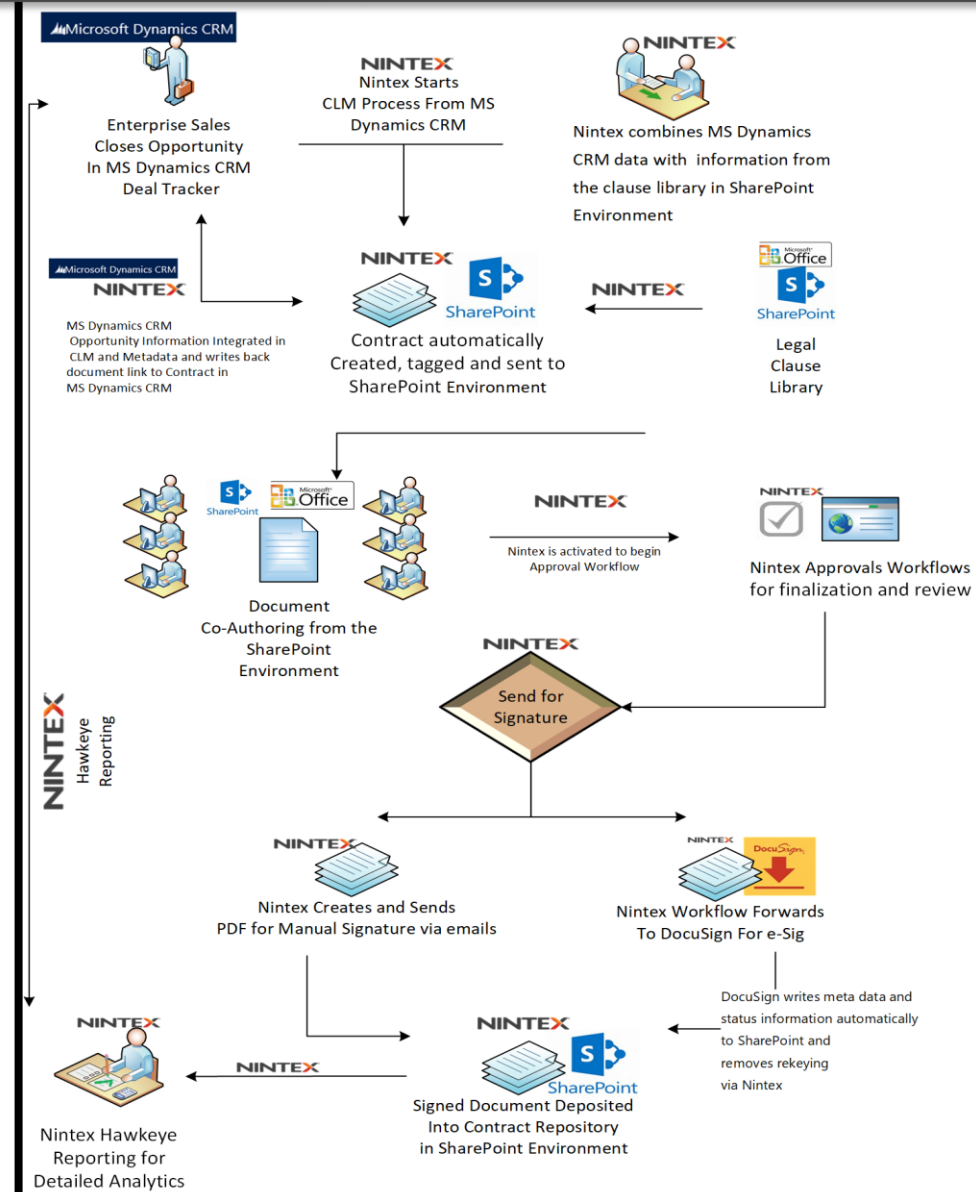 Microsoft Dynamics CRM
Enterprise Sales
Closes Opportunity
In MS Dynamics CRM
Deal Tracker
NINTEX
Nintex Starts
CLM Process From MS
Dynamics CRM
NINTEX
Nintex combines MS Dynamics
CRM data with information from
the clause library in SharePoint
Environment
Microsoft Dynamics CRM
NINTEX
MS Dynamics CRM
Opportunity Information Integrated in
CLM and Metadata and writes back
document link to Contract in
MS Dynamics CRM
NINTEX
S
SharePoint
Contract automatically
Created, tagged and sent to
SharePoint Environment
NINTEX
Microsoft
Office
S
SharePoint
Legal
Clause
Library
S
SharePoint
Microsoft
Office
Document
Co-Authoring from the
SharePoint
Environment
NINTEX
Nintex is activated to begin
Approval Workflow
NINTEX
Nintex Approvals Workflows
for finalization and review
NINTEX
Send for
Signature
NINTEX
Hawkeye
Reporting
NINTEX
Nintex Creates and Sends
PDF for Manual Signature via emails
NINTEX
DocuSign
Nintex Workflow Forwards
To DocuSign For e-Sig
DocuSign writes meta data and
status information automatically
to SharePoint and
removes rekeying
via Nintex
NINTEX
S
SharePoint
Signed Document Deposited
Into Contract Repository
in SharePoint Environment
NINTEX
NINTEX
Nintex Hawkeye
Reporting for
Detailed Analytics